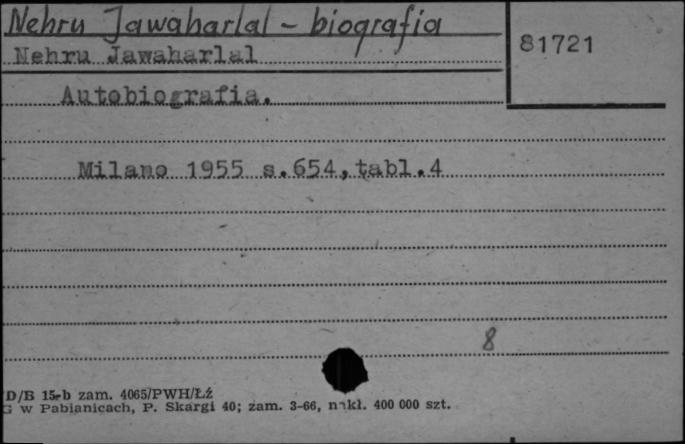 Nehru Jawaharlal - biografia
81721
Nehru Jawaharlal
Autobiografia.
Milano 1955 s.654, tabl.4
8
D/B 15-b zam. 4065/PWH/Łź
G w Pabianicach, P. Skargi 40; zam. 3-66, nakł. 400 000 szt.